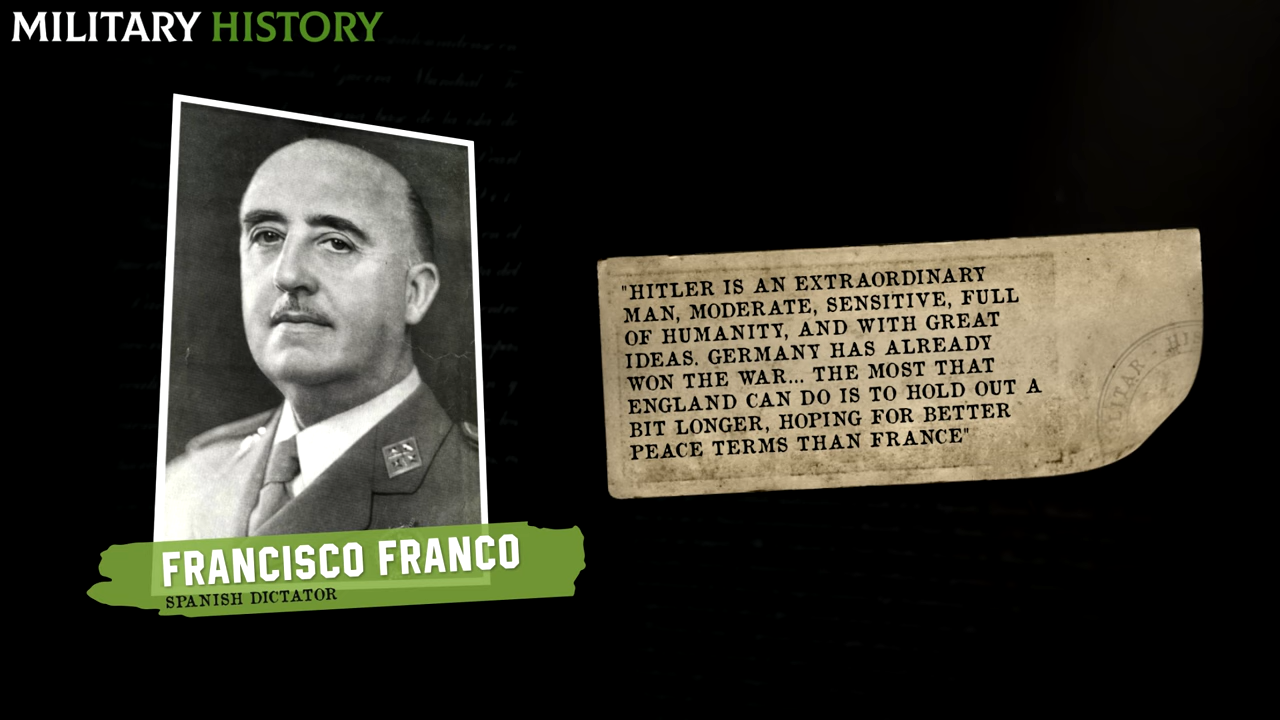 MILITARY HISTORY
FRANCISCO FRANCO
SPANISH DICTATOR
"HITLER IS AN EXTRAORDINARY
MAN, MODERATE, SENSITIVE, FULL
OF HUMANITY, AND WITH GREAT
IDEAS. GERMANY HAS ALREADY
WON THE WAR... THE MOST THAT
ENGLAND CAN DO IS TO HOLD OUT A
BIT LONGER, HOPING FOR BETTER
PEACE TERMS THAN FRANCE"